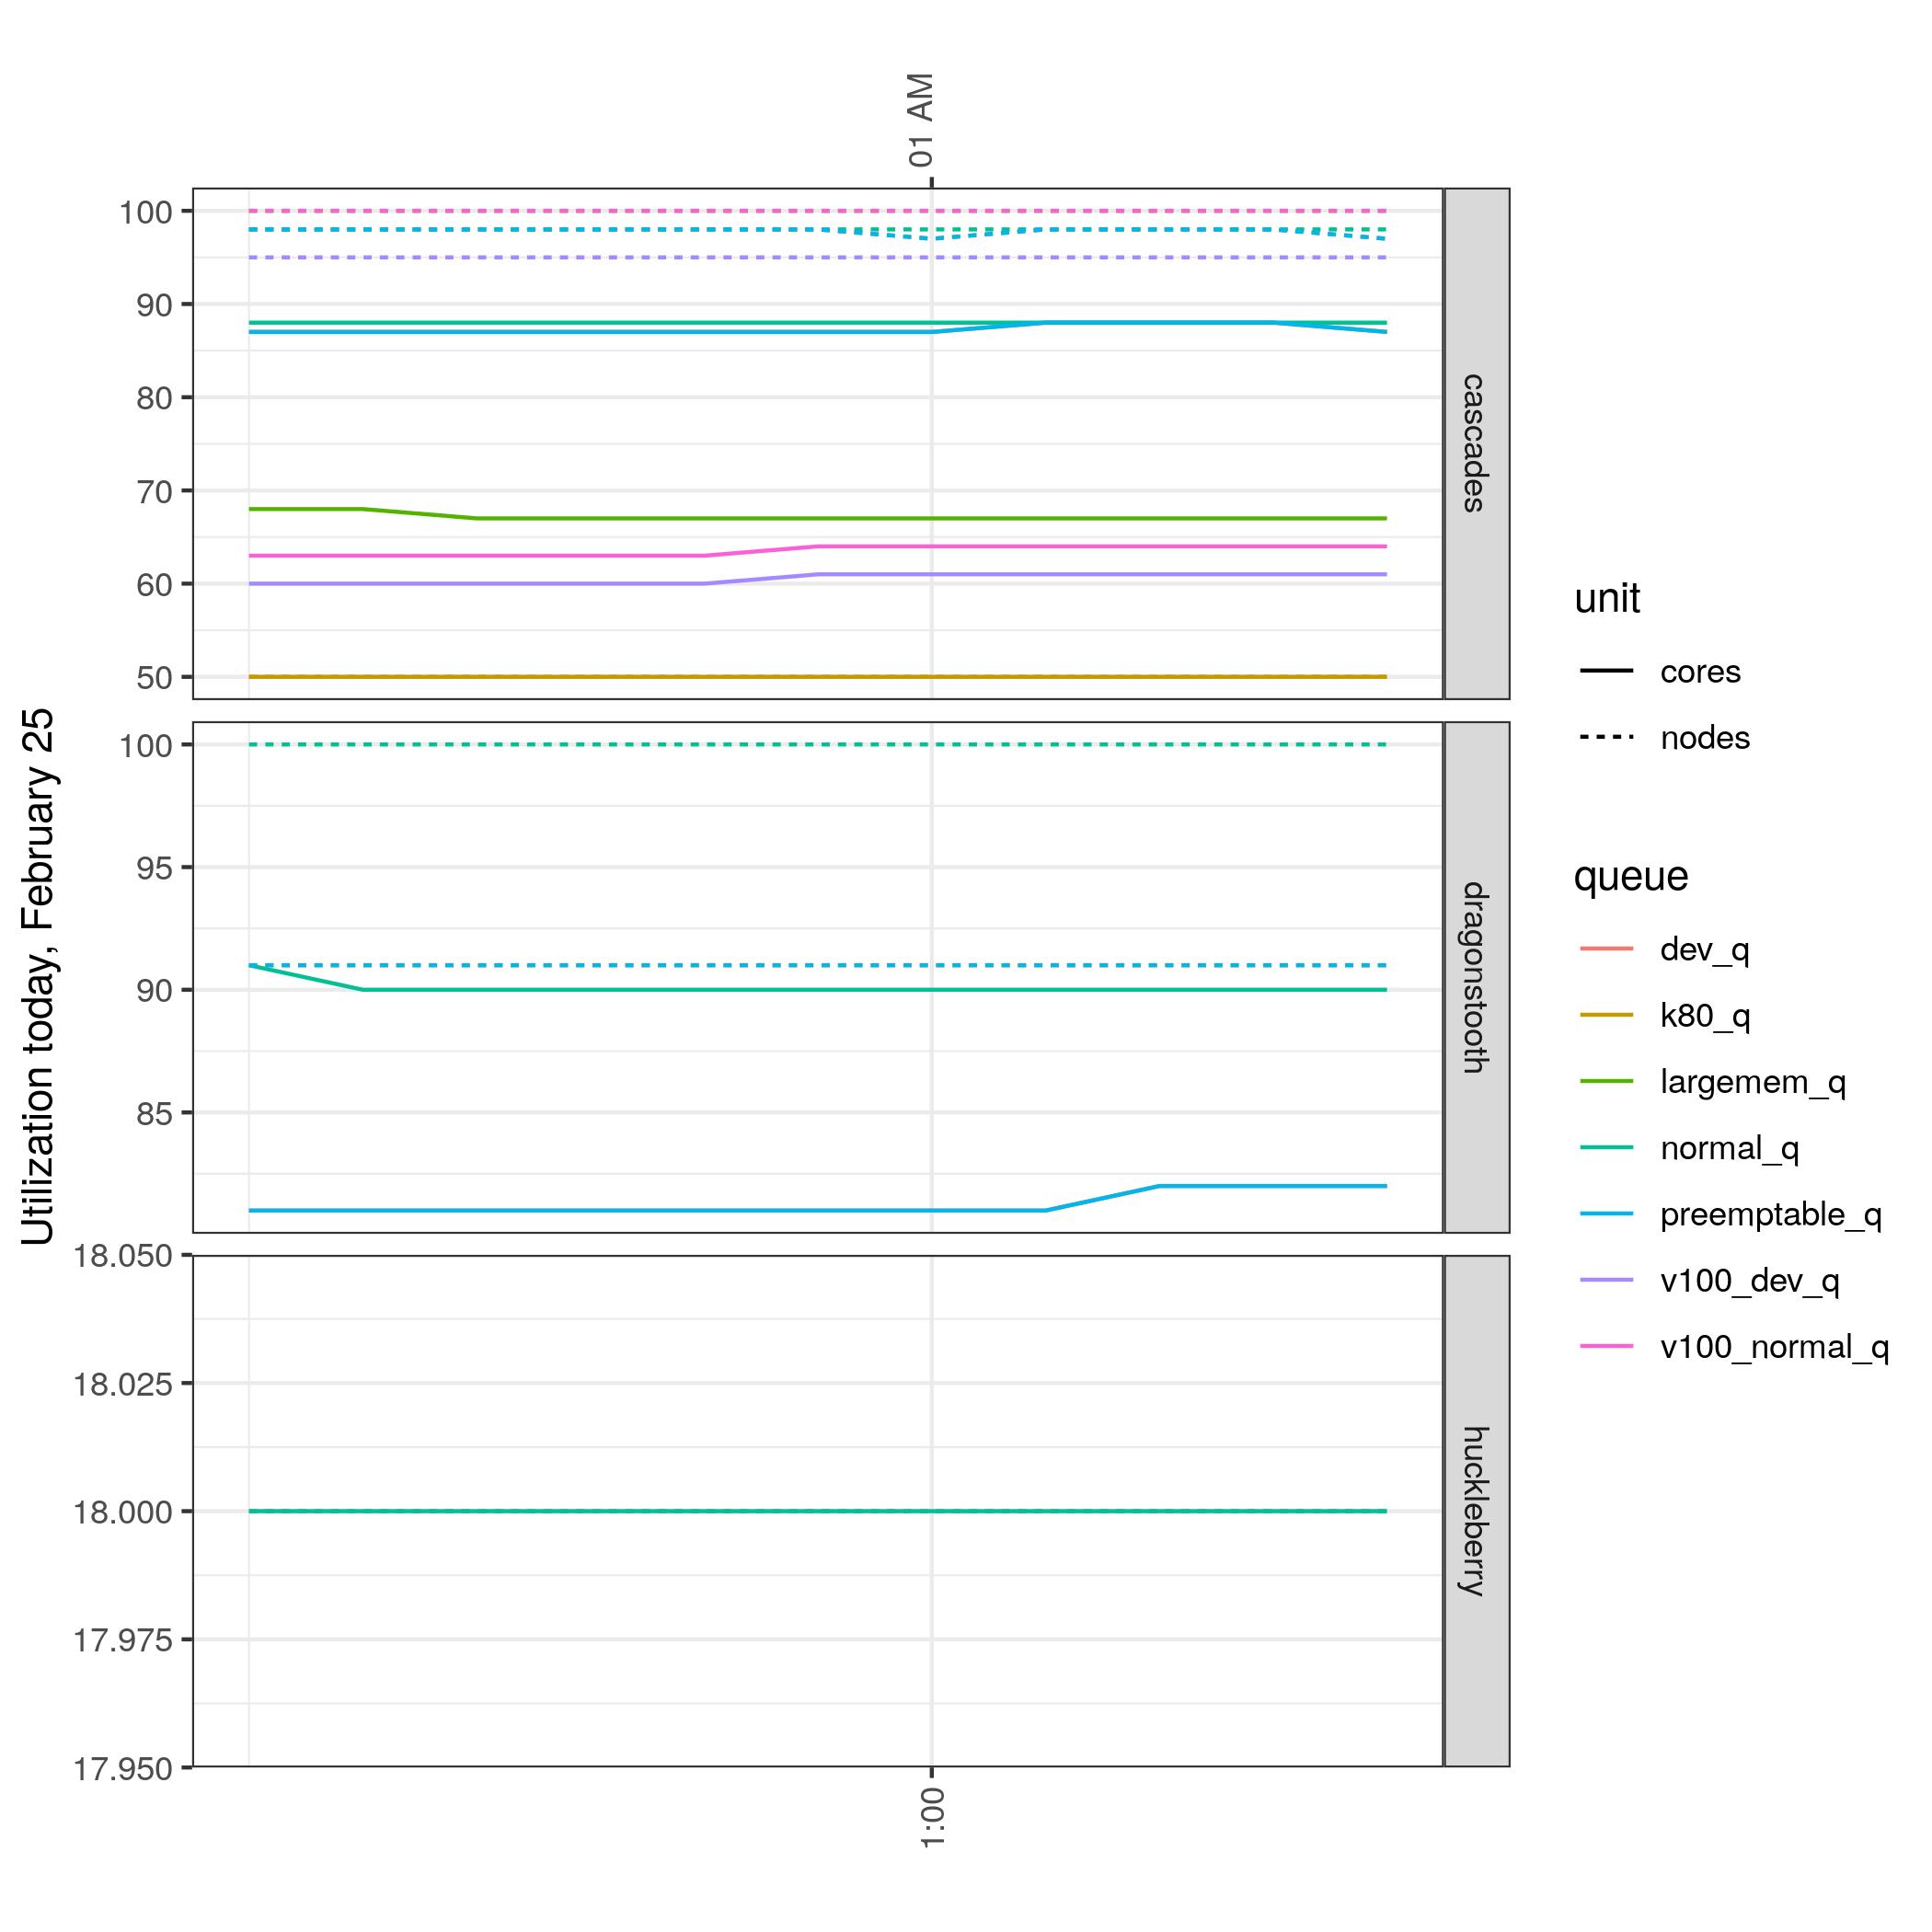 01 AM
Utilization today, February 25
100
90
80
70
60
50
cascades
100
95
90
85
dragonstooth
18.050
18.025
18.000
17.975
17.950
huckleberry
1:00
unit
cores
nodes
queue
dev_q
k80_q
largemem_q
normal_q
preemptable_q
v100_dev_q
v100_normal_q